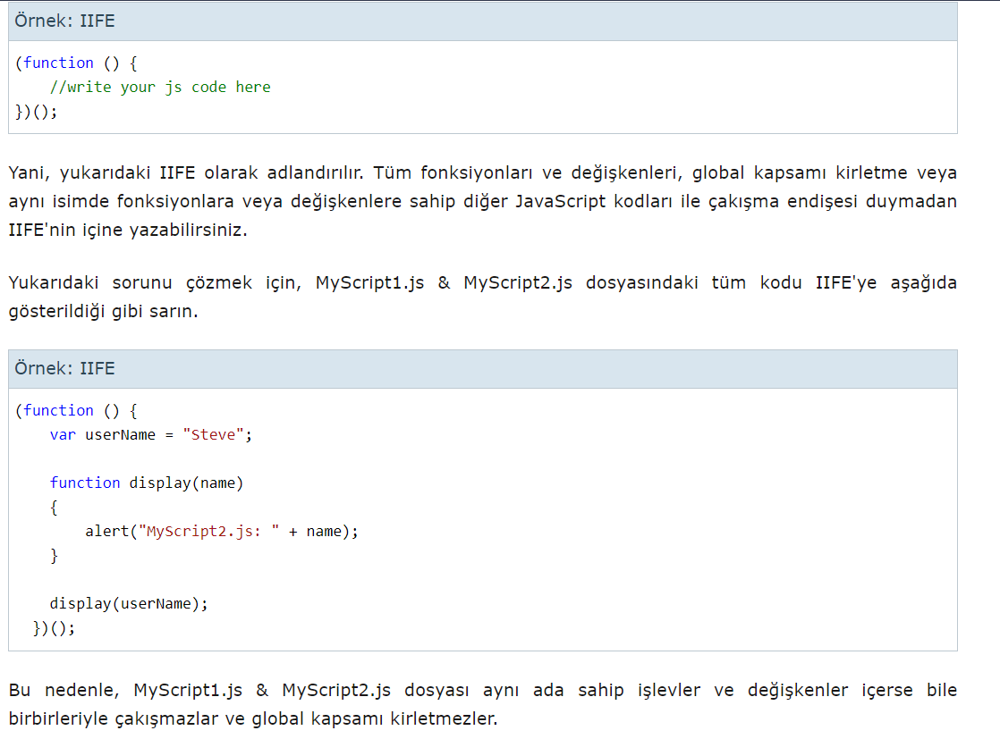 Örnek: IIFE
(function () {
    //write your js code here
})();
Yani, yukarıdaki IIFE olarak adlandırılır. Tüm fonksiyonları ve değişkenleri, global kapsamı kirletme veya
aynı isimde fonksiyonlara veya değişkenlere sahip diğer JavaScript kodları ile çakışma endişesi duymadan
IIFE'nin içine yazabilirsiniz.
Yukarıdaki sorunu çözmek için, MyScript1.js & MyScript2.js dosyasındaki tüm kodu IIFE'ye aşağıda
gösterildiği gibi sarın.
Örnek: IIFE
(function () {
    var userName = "Steve";
    function display(name)
    {
        alert("MyScript2.js: " + name);
    }
    display(userName);
  })();
Bu nedenle, MyScript1.js & MyScript2.js dosyası aynı ada sahip işlevler ve değişkenler içerse bile
birbirleriyle çakışmazlar ve global kapsamı kirletmezler.